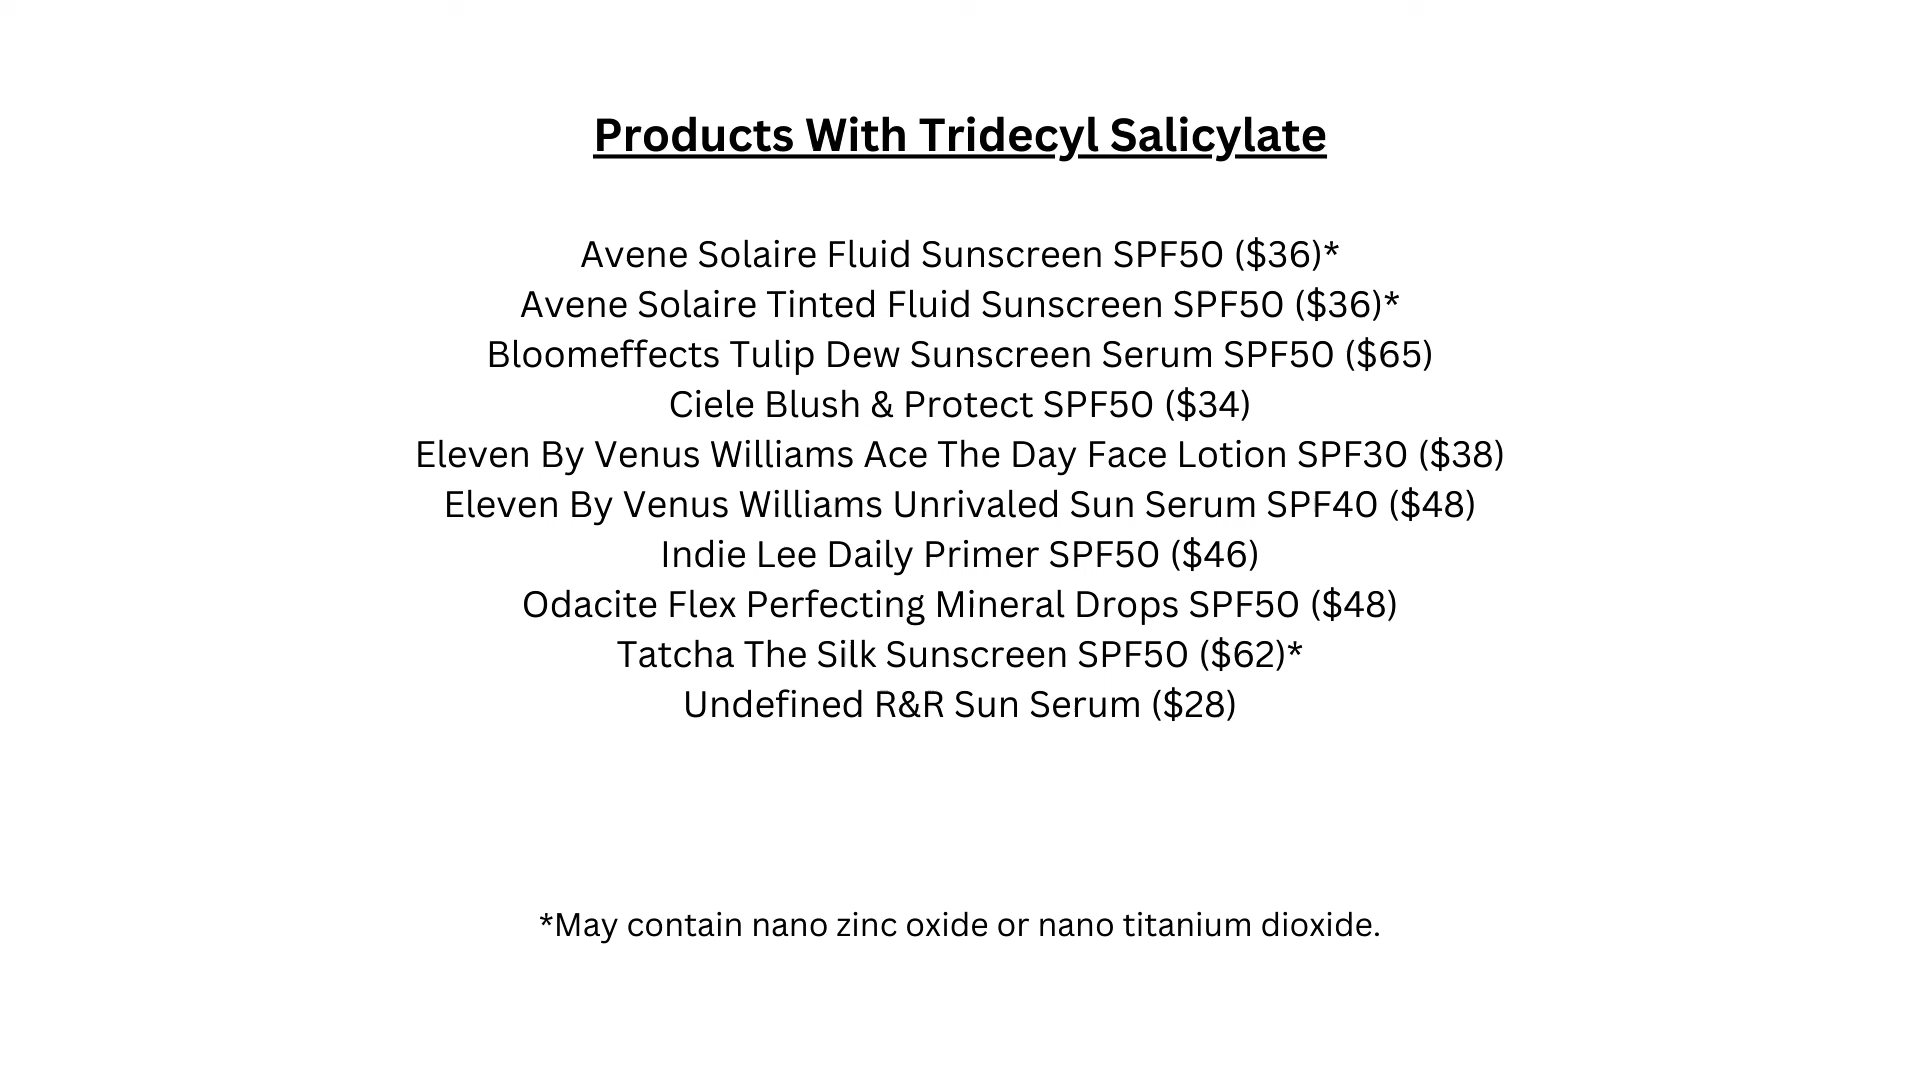 Products With Tridecyl Salicylate
Avene Solaire Fluid Sunscreen SPF50 ($36)*
Avene Solaire Tinted Fluid Sunscreen SPF50 ($36)*
Bloomeffects Tulip Dew Sunscreen Serum SPF50 ($65)
Ciele Blush & Protect SPF50 ($34)
Eleven By Venus Williams Ace The Day Face Lotion SPF30 ($38)
Eleven By Venus Williams Unrivaled Sun Serum SPF40 ($48)
Indie Lee Daily Primer SPF50 ($46)
Odacite Flex Perfecting Mineral Drops SPF50 ($48)
Tatcha The Silk Sunscreen SPF50 ($62)*
Undefined R&R Sun Serum ($28)
*May contain nano zinc oxide or nano titanium dioxide.